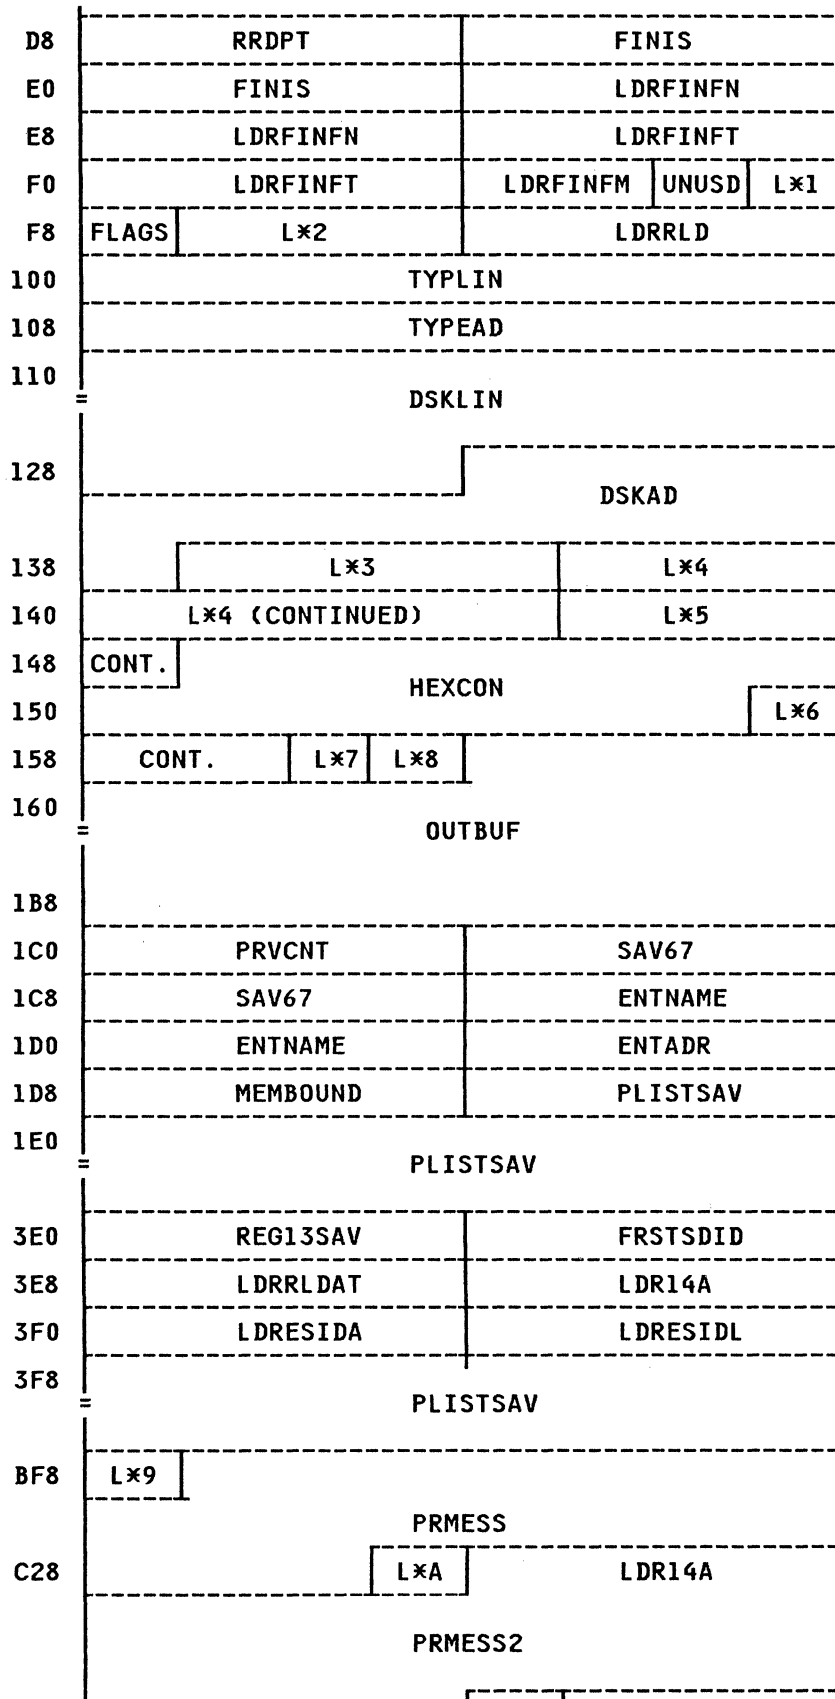 D8 RRDPT FINIS
E0 FINIS LDRFINFN
E8 LDRFINFN LDRFINFT
F0 LDRFINFT LDRFINFM UNUSD L*1
F8 FLAGS L*2 LDRRLD
100 TYPLIN
108 TYPEAD
110
= DSKLIN
128
DSKAD
138 L*3 L*4
140 L*4 (CONTINUED) L*5
148 CONT.
HEXCON
150 L*6
158 CONT. L*7 L*8
160
= OUTBUF
1B8
1C0 PRVCNT SAV67
1C8 SAV67 ENTNAME
1D0 ENTNAME ENTADR
1D8 MEMBOUND PLISTSAV
1E0
= PLISTSAV
3E0 REG13SAV FRSTSDID
3E8 LDRRLDAT LDR14A
3F0 LDRESIDA LDRESIDL
3F8
= PLISTSAV
BF8 L*9
PRMESS
C28 L*A LDR14A
PRMESS2